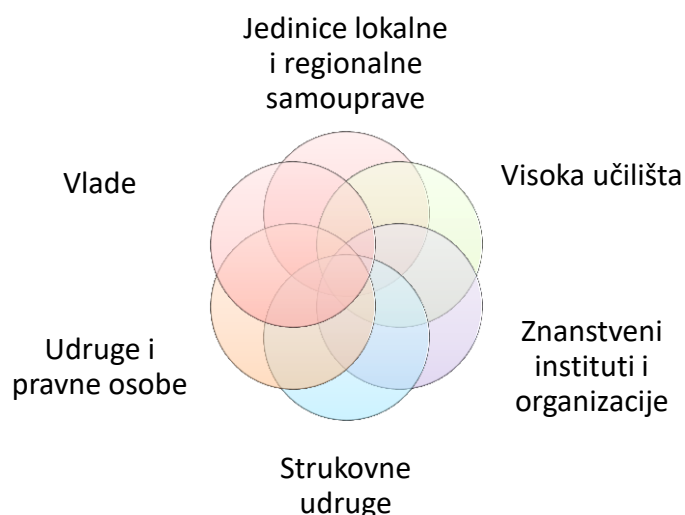 Jedinice lokalne
i regionalne
samouprave
Visoka učilišta
Znanstveni
instituti i
organizacije
Strukovne
udruge
Udruge i
pravne osobe
Vlade